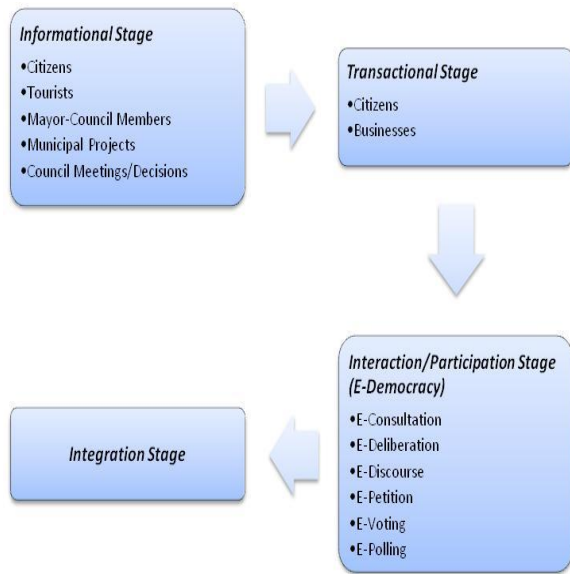 Informational Stage
•Citizens
•Tourists
•Mayor-Council Members
•Municipal Projects
•Council Meetings/Decisions
Transactional Stage
•Citizens
•Businesses
Interaction/Participation Stage
(E-Democracy)
•E-Consultation
•E-Deliberation
•E-Discourse
•E-Petition
•E-Voting
•E-Polling
Integration Stage